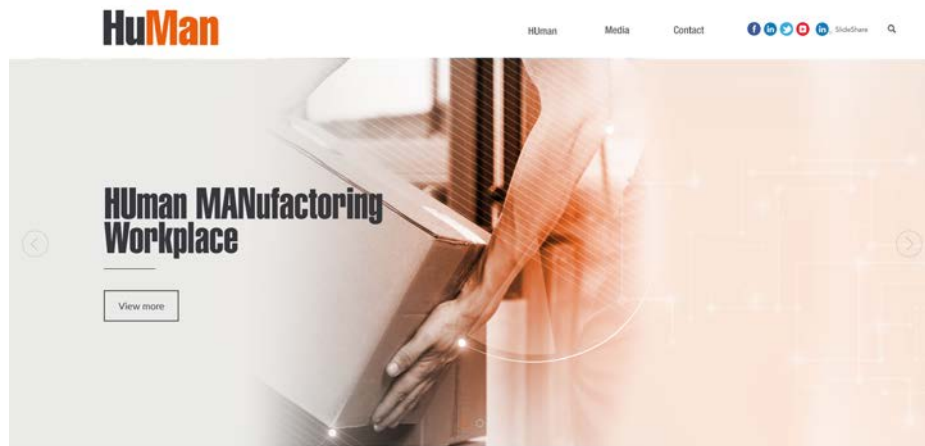 HuMan
HUman Media Contact SlideShare
HUman MANufactoring
Workplace
View more